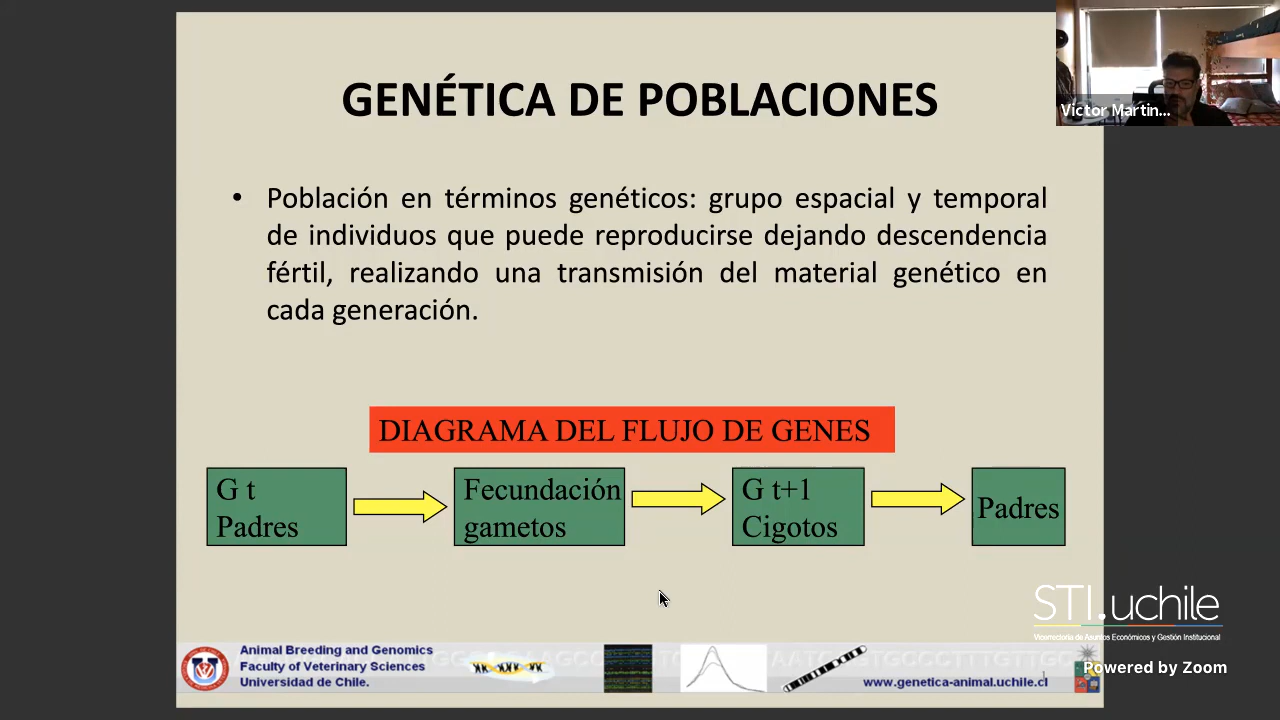 GENÉTICA DE POBLACIONES
Victor Martin...
• Población en términos genéticos: grupo espacial y temporal
de individuos que puede reproducirse dejando descendencia
fértil, realizando una transmisión del material genético en
cada generación.
DIAGRAMA DEL FLUJO DE GENES
G t
Padres
Fecundación
gametos
G t+1
Cigotos
Padres
STI.uchile
Vicerrectoría de Asuntos Económicos y Gestión Institucional
Powered by Zoom
Animal Breeding and Genomics
Faculty of Veterinary Sciences
Universidad de Chile.
www.genetica-animal.uchile.cl